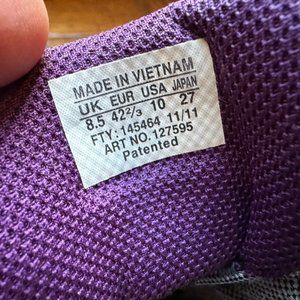 MADE IN VIETNAM
UK EUR USA JAPAN
8.5 42⅔ 10 27
FTY: 145464 11/11
ART NO. 127595
Patented